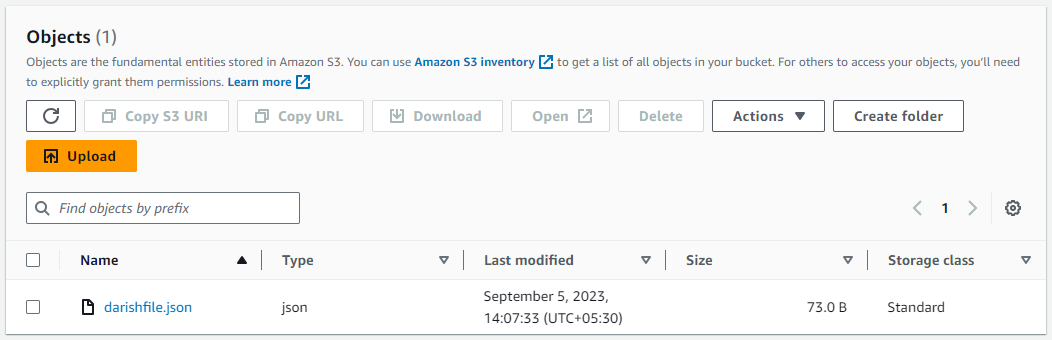 Objects (1)
Objects are the fundamental entities stored in Amazon S3. You can use Amazon S3 inventory to get a list of all objects in your bucket. For others to access your objects, you'll need
to explicitly grant them permissions. Learn more
Copy S3 URI Copy URL Download Open Delete Actions Create folder
Upload
Find objects by prefix 1
Name Type Last modified Size Storage class
darishfile.json json September 5, 2023, 73.0 B Standard
14:07:33 (UTC+05:30)